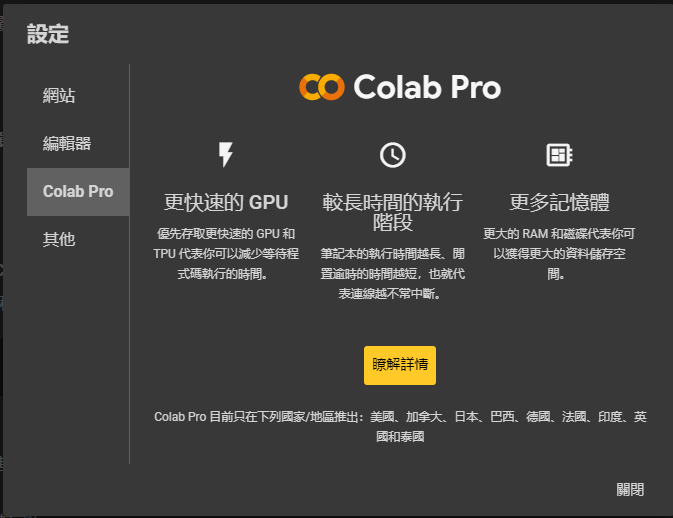 設定
網站
編輯器
Colab Pro
其他
Colab Pro
更快速的 GPU
優先存取更快速的 GPU 和
TPU 代表你可以減少等待程
式碼執行的時間。
較長時間的執行
階段
筆記本的執行時間越長、閒
置逾時的時間越短，也就代
表連線越不常中斷。
更多記憶體
更大的 RAM 和磁碟代表你可
以獲得更大的資料儲存空
間。
瞭解詳情
Colab Pro 目前只在下列國家/地區推出：美國、加拿大、日本、巴西、德國、法國、印度、英
國和泰國
關閉